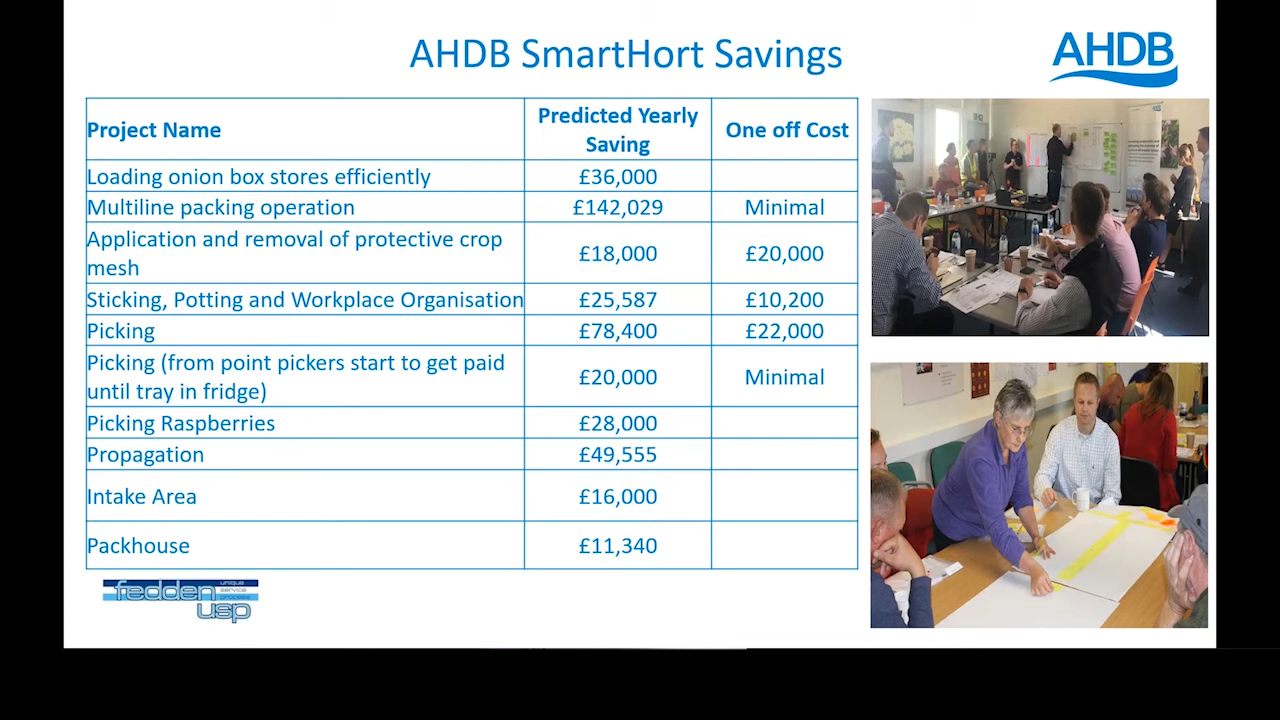 AHDB SmartHort Savings
AHDB
Project Name
Predicted Yearly
Saving
One off Cost
Loading onion box stores efficiently
£36,000
Multiline packing operation
£142,029
Minimal
Application and removal of protective crop
mesh
£18,000
£20,000
Sticking, Potting and Workplace Organisation
£25,587
£10,200
Picking
£78,400
£22,000
Picking (from point pickers start to get paid
until tray in fridge)
£20,000
Minimal
Picking Raspberries
£28,000
Propagation
£49,555
Intake Area
£16,000
Packhouse
£11,340
fedden
unique
service
usp